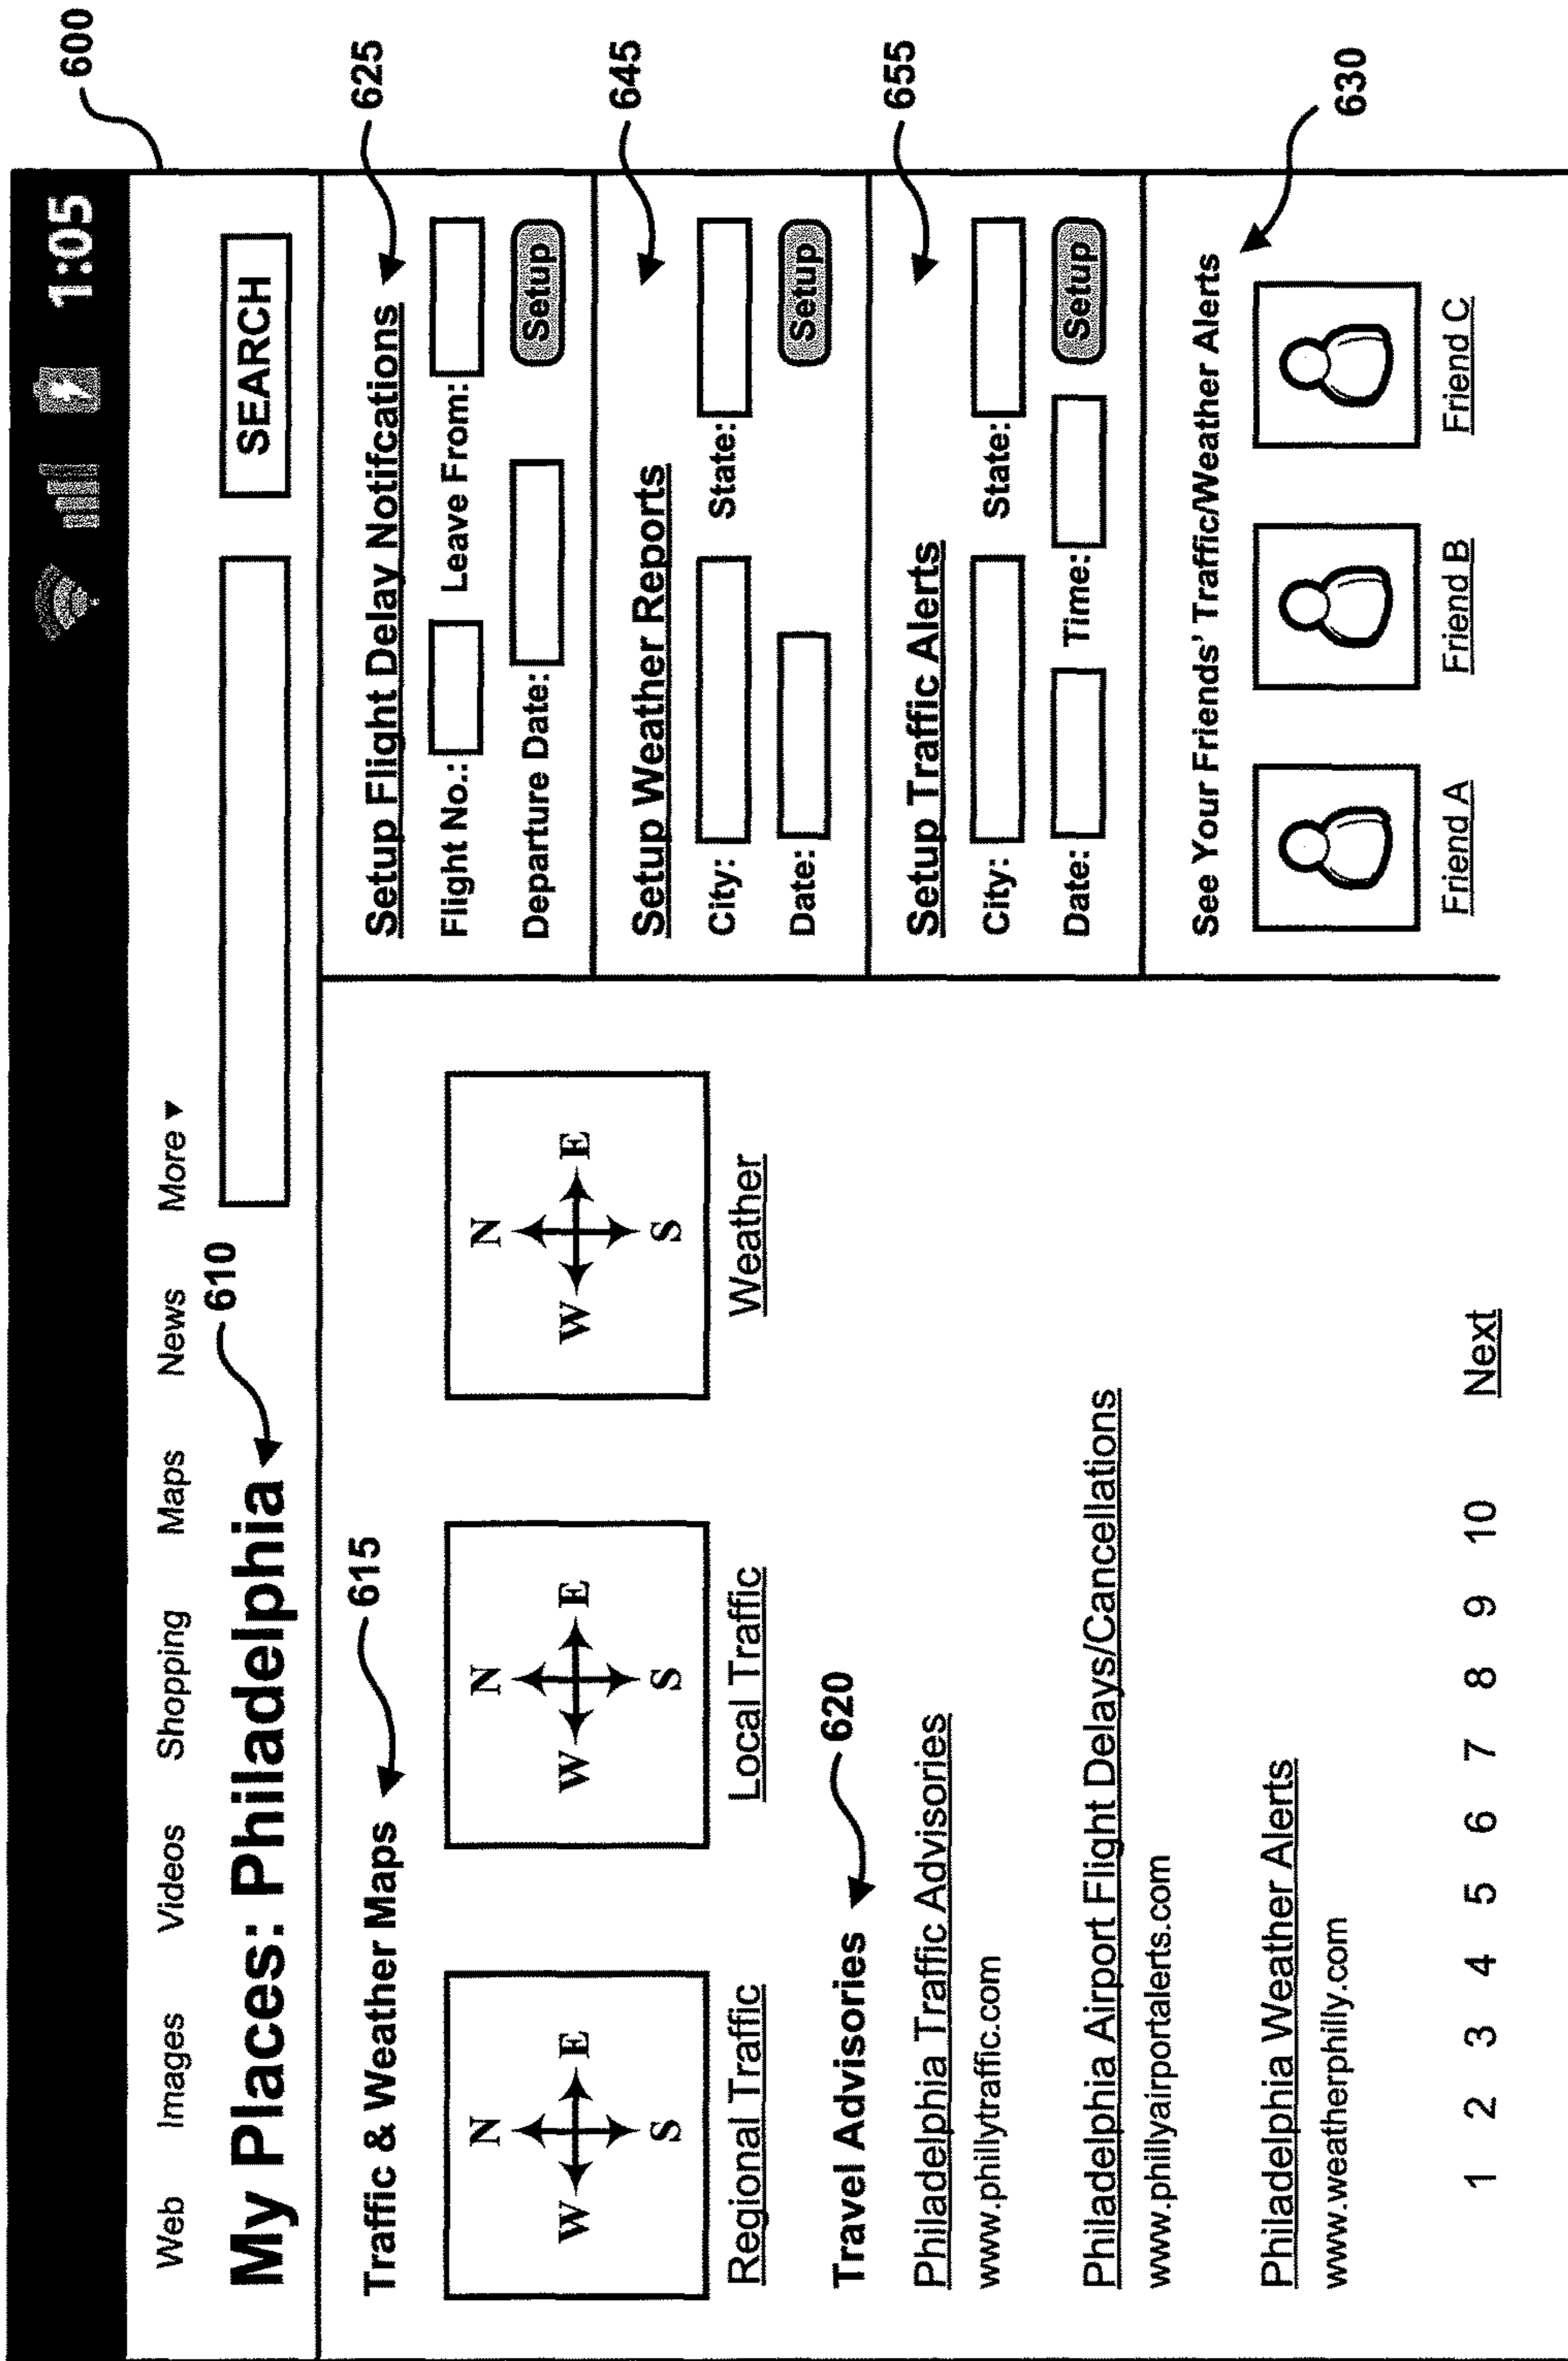 600
1:05
Web Images Videos Shopping Maps News More ▼
My Places: Philadelphia
610
SEARCH
Traffic & Weather Maps
615
N
W E
S
Regional Traffic
N
W E
S
Local Traffic
N
W E
S
Weather
Travel Advisories
620
Philadelphia Traffic Advisories
www.phillytraffic.com
Philadelphia Airport Flight Delays/Cancellations
www.phillyairportalerts.com
Philadelphia Weather Alerts
www.weatherphilly.com
1 2 3 4 5 6 7 8 9 10 Next
Setup Flight Delay Notifcations
625
Flight No.: Leave From:
Departure Date: Setup
Setup Weather Reports
645
City: State:
Date: Setup
Setup Traffic Alerts
655
City: State:
Date: Time: Setup
See Your Friends' Traffic/Weather Alerts
630
Friend A Friend B Friend C